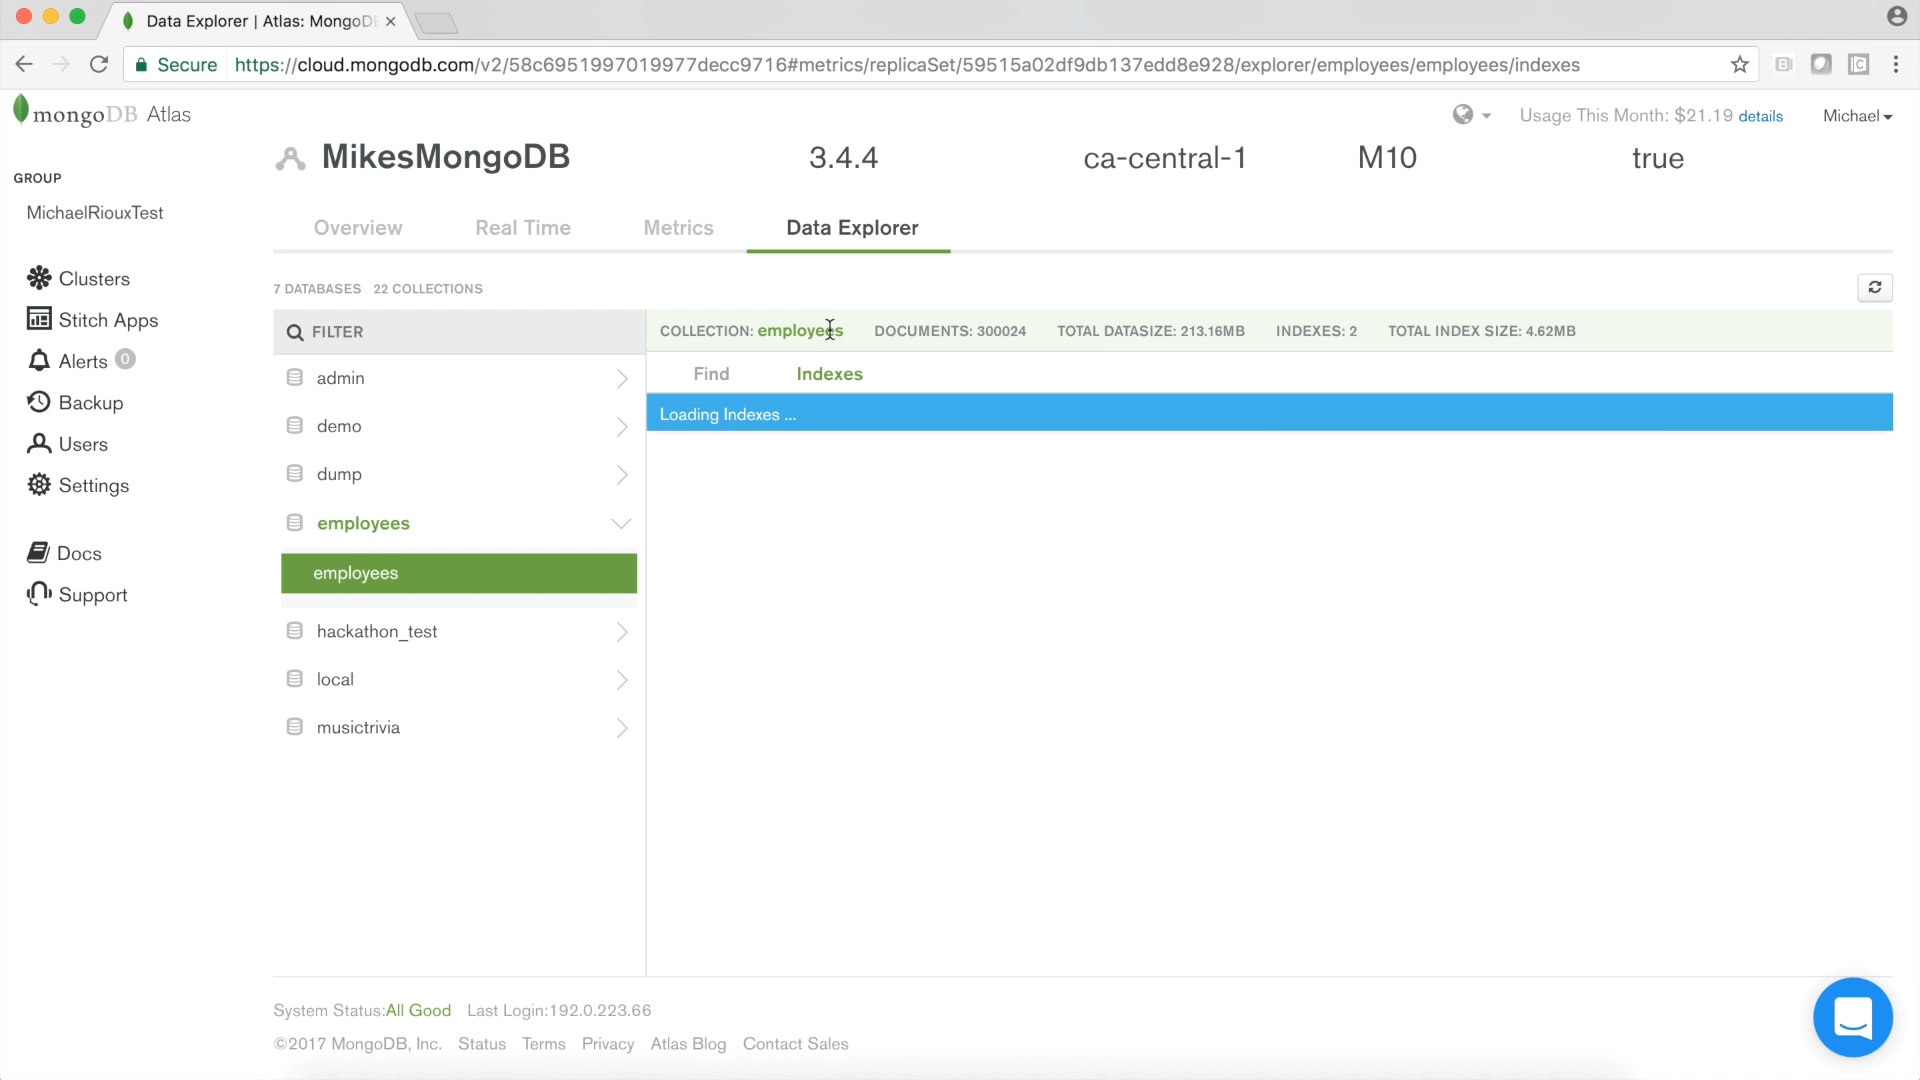 Data Explorer | Atlas: MongoD
Secure https://cloud.mongodb.com/v2/58c6951997019977decc9716#metrics/replicaSet/59515a02df9db137edd8e928/explorer/employees/employees/indexes
mongoDB Atlas
Usage This Month: $21.19 details
Michael
MikesMongoDB 3.4.4 ca-central-1 M10 true
GROUP
MichaelRiouxTest
Overview Real Time Metrics Data Explorer
Clusters
Stitch Apps
Alerts 0
Backup
Users
Settings
Docs
Support
7 DATABASES 22 COLLECTIONS
FILTER
admin
demo
dump
employees
employees
hackathon_test
local
musictrivia
COLLECTION: employees DOCUMENTS: 300024 TOTAL DATASIZE: 213.16MB INDEXES: 2 TOTAL INDEX SIZE: 4.62MB
Find Indexes
Loading Indexes ...
System Status:All Good Last Login:192.0.223.66
©2017 MongoDB, Inc. Status Terms Privacy Atlas Blog Contact Sales